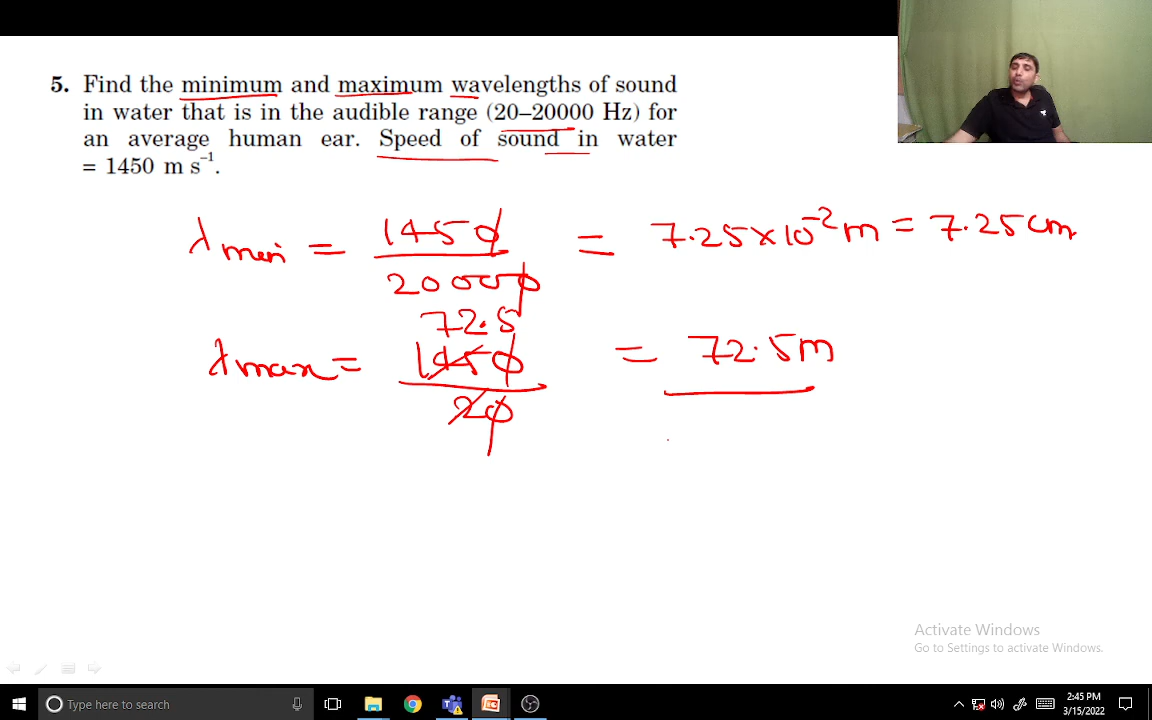 5. Find the minimum and maximum wavelengths of sound
in water that is in the audible range (20–20000 Hz) for
an average human ear. Speed of sound in water
= 1450 m s⁻¹.
λmin = 1450 / 20000 = 7.25×10⁻² m = 7.25 cm
72.5
λmax = 1450 / 20 = 72.5 m
Activate Windows
Go to Settings to activate Windows.
Type here to search
2:45 PM
3/15/2022